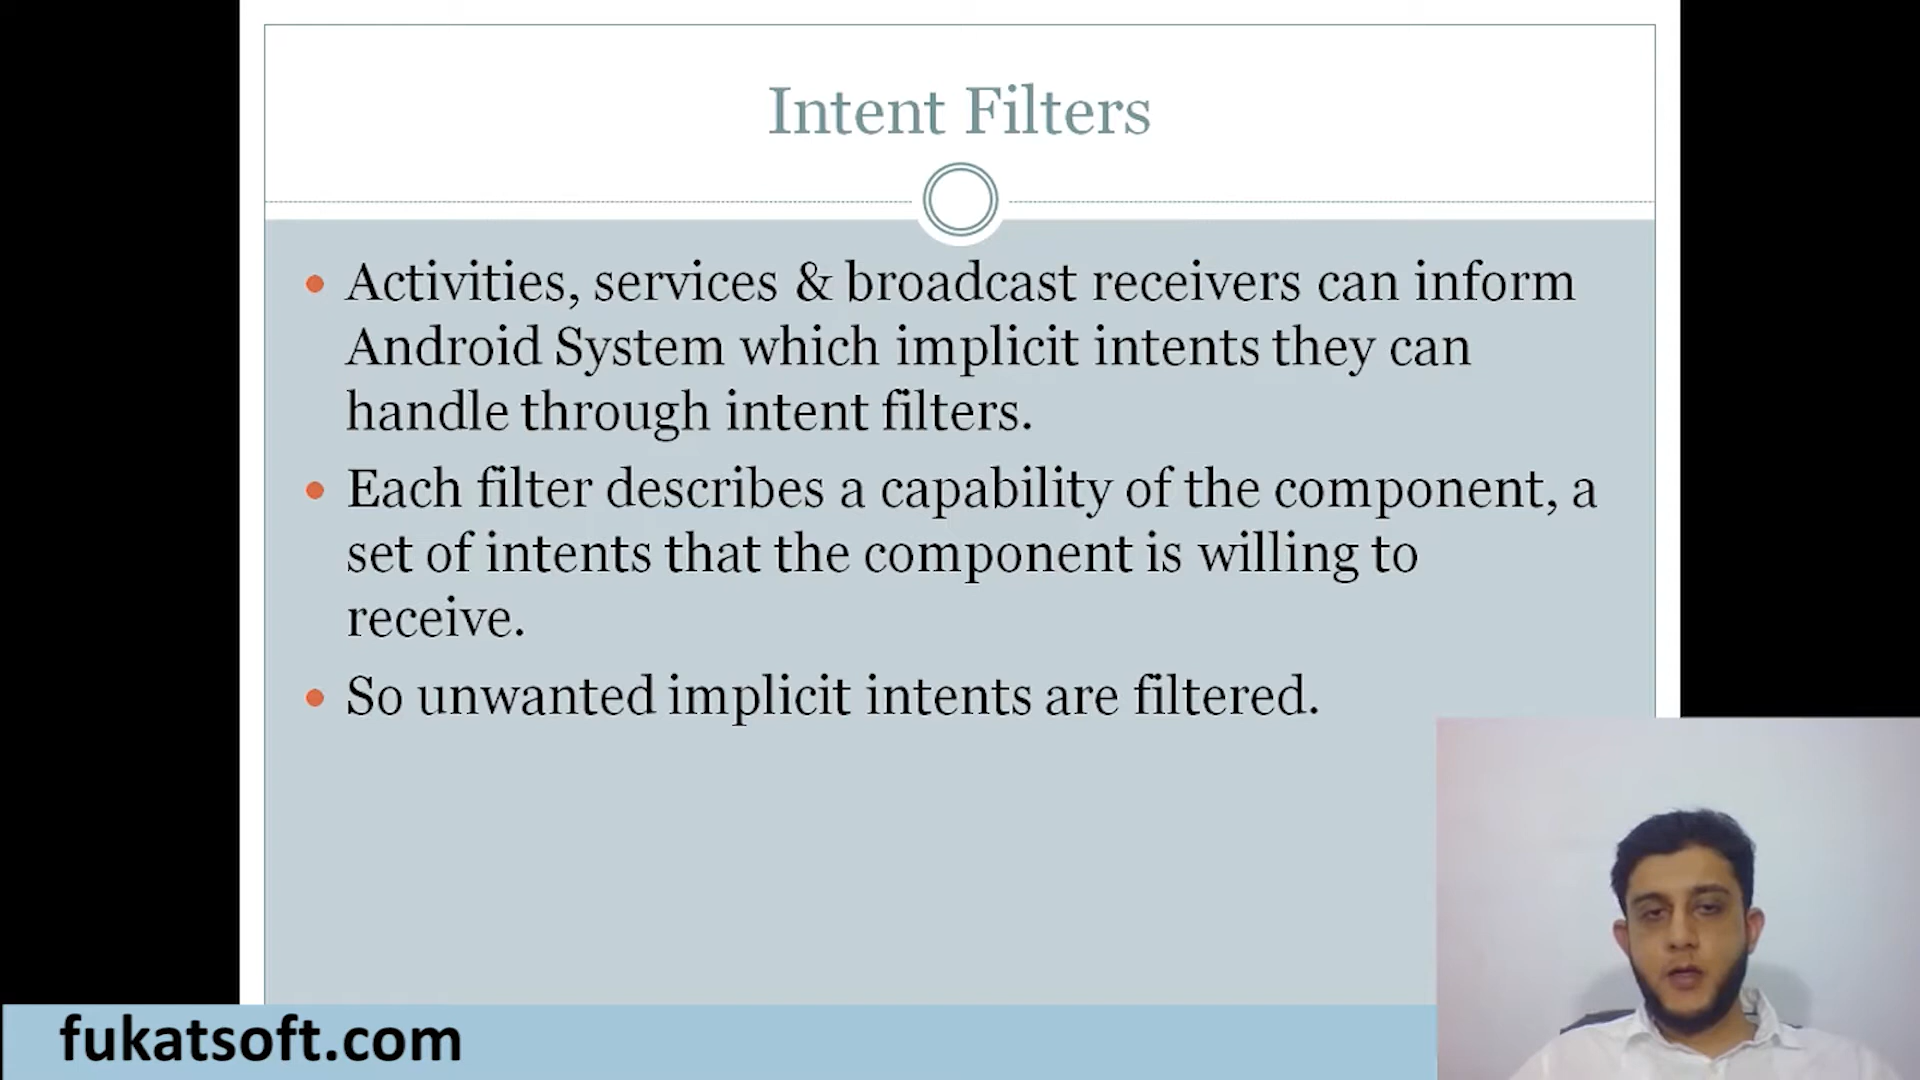 Intent Filters
Activities, services & broadcast receivers can inform
Android System which implicit intents they can
handle through intent filters.
Each filter describes a capability of the component, a
set of intents that the component is willing to
receive.
So unwanted implicit intents are filtered.
fukatsoft.com